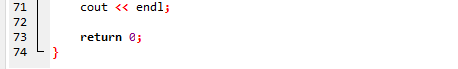 71 cout << endl;
72
73 return 0;
74 }